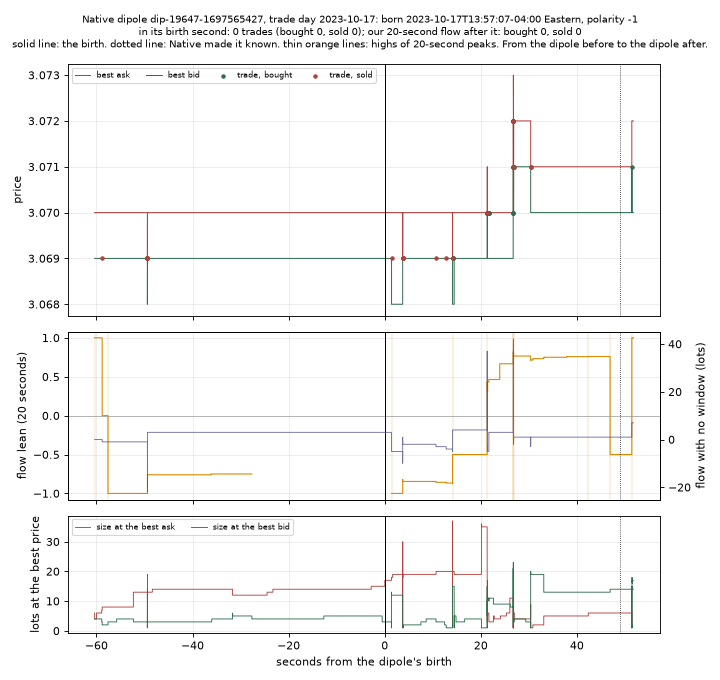 Native dipole dip-19647-1697565427, trade day 2023-10-17: born 2023-10-17T13:57:07-04:00 Eastern, polarity -1
in its birth second: 0 trades (bought 0, sold 0); our 20-second flow after it: bought 0, sold 0
solid line: the birth. dotted line: Native made it known. thin orange lines: highs of 20-second peaks. From the dipole before to the dipole after.
best ask
best bid
trade, bought
trade, sold
3.073
3.072
3.071
3.070
3.069
3.068
price
1.0
0.5
0.0
−0.5
−1.0
flow lean (20 seconds)
40
20
0
−20
flow with no window (lots)
size at the best ask
size at the best bid
30
20
10
0
lots at the best price
−60
−40
−20
0
20
40
seconds from the dipole's birth